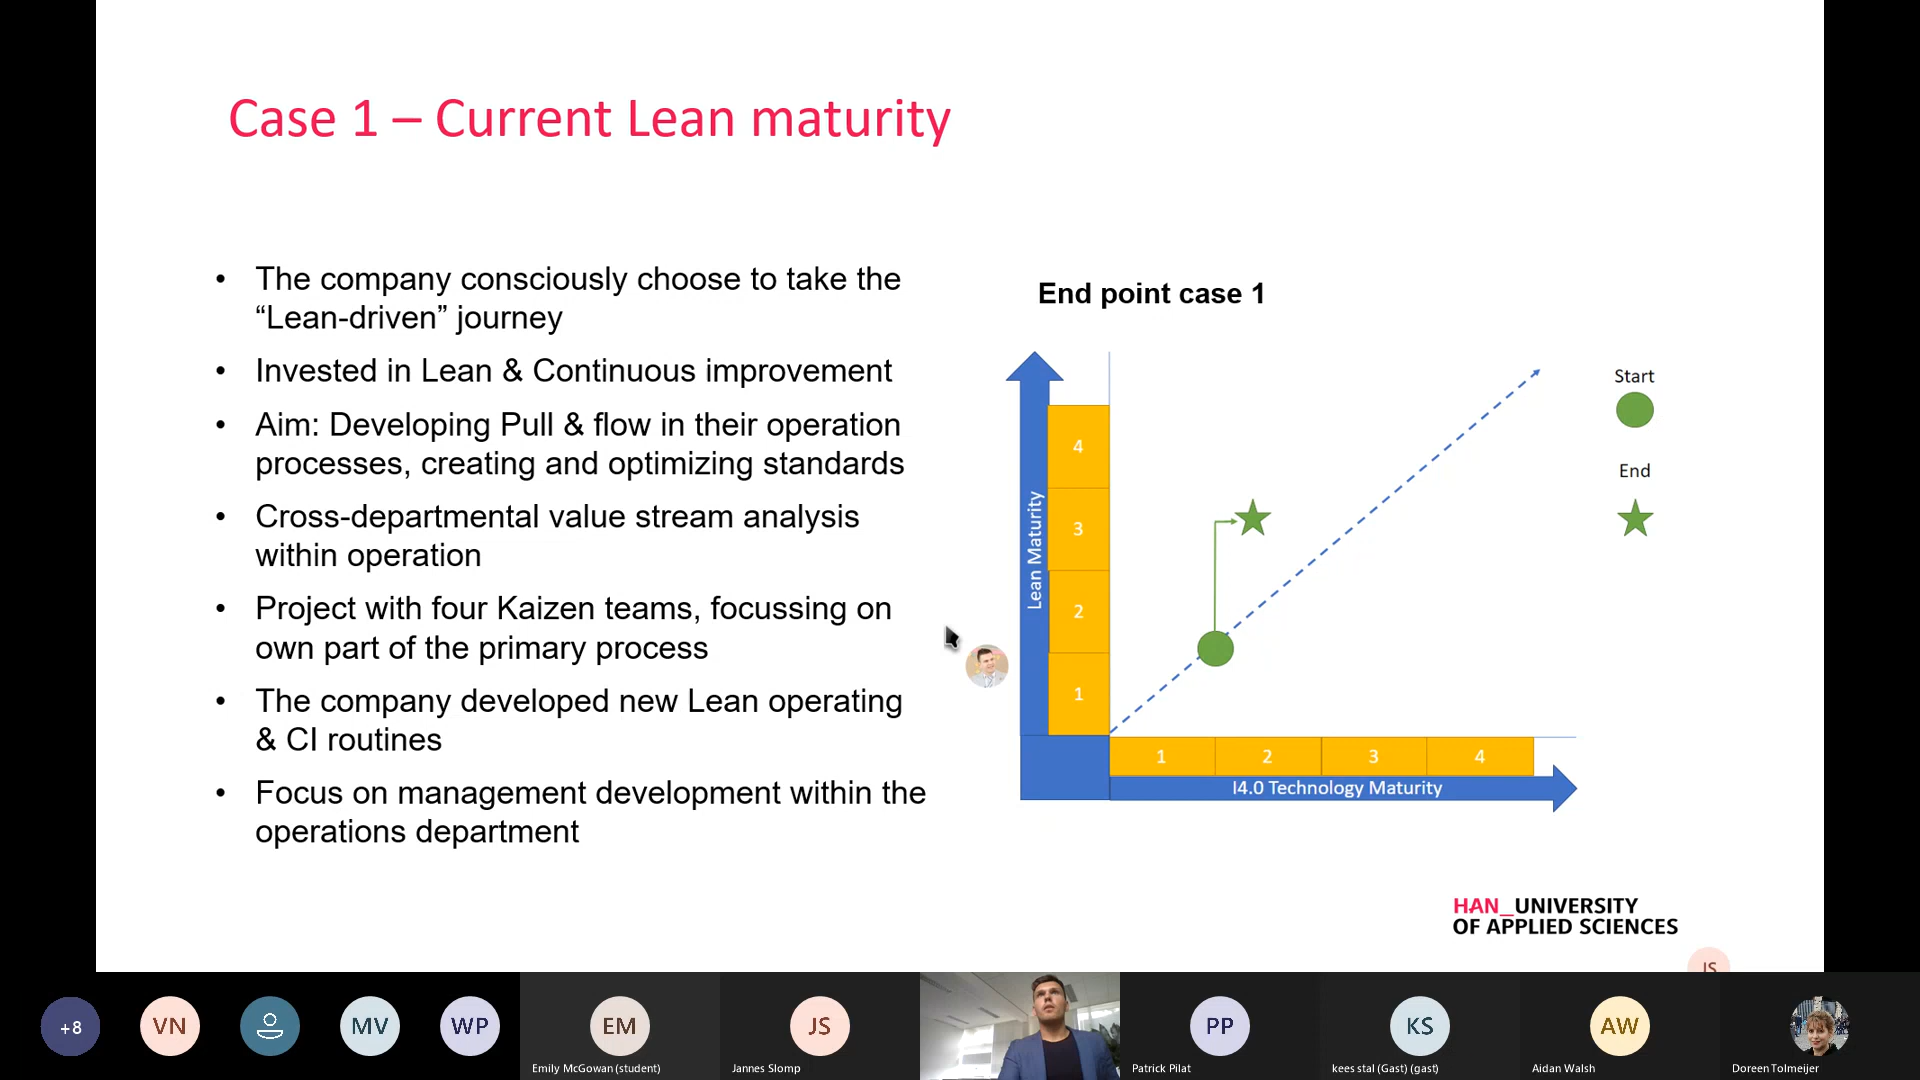 Case 1 – Current Lean maturity
• The company consciously choose to take the
“Lean-driven” journey
• Invested in Lean & Continuous improvement
• Aim: Developing Pull & flow in their operation
processes, creating and optimizing standards
• Cross-departmental value stream analysis
within operation
• Project with four Kaizen teams, focussing on
own part of the primary process
• The company developed new Lean operating
& CI routines
• Focus on management development within the
operations department
End point case 1
Lean Maturity
4
3
2
1
1 2 3 4
I4.0 Technology Maturity
Start
End
HAN_UNIVERSITY
OF APPLIED SCIENCES
JS
+8
VN
MV
WP
EM
Emily McGowan (student)
JS
Jannes Slomp
PP
Patrick Pilat
KS
kees stal (Gast) (gast)
AW
Aidan Walsh
Doreen Tolmeijer